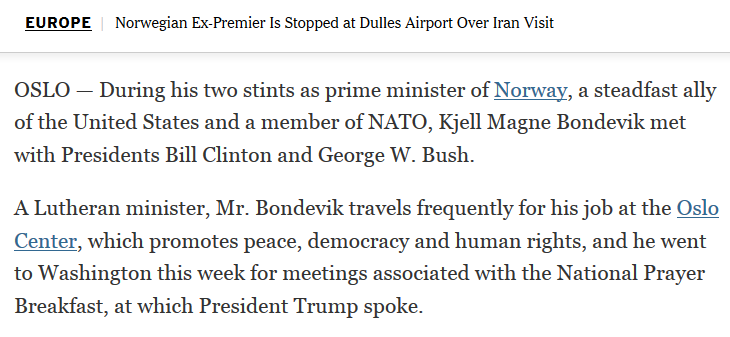 EUROPE | Norwegian Ex-Premier Is Stopped at Dulles Airport Over Iran Visit
OSLO — During his two stints as prime minister of Norway, a steadfast ally
of the United States and a member of NATO, Kjell Magne Bondevik met
with Presidents Bill Clinton and George W. Bush.
A Lutheran minister, Mr. Bondevik travels frequently for his job at the Oslo
Center, which promotes peace, democracy and human rights, and he went
to Washington this week for meetings associated with the National Prayer
Breakfast, at which President Trump spoke.